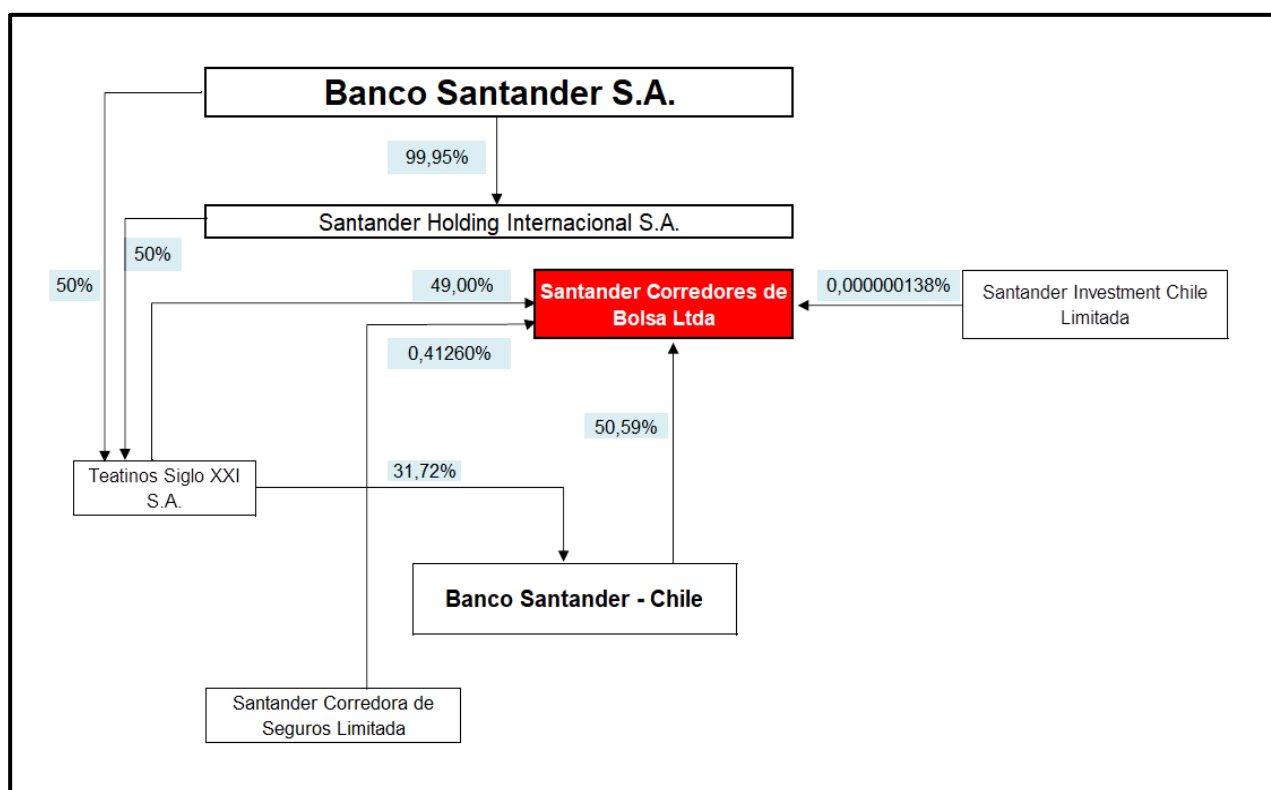 Banco Santander S.A.
99,95%
Santander Holding Internacional S.A.
50%
50%
49,00%
Santander Corredores de
Bolsa Ltda
0,000000138%
Santander Investment Chile
Limitada
0,41260%
50,59%
Teatinos Siglo XXI
S.A.
31,72%
Banco Santander - Chile
Santander Corredora de
Seguros Limitada